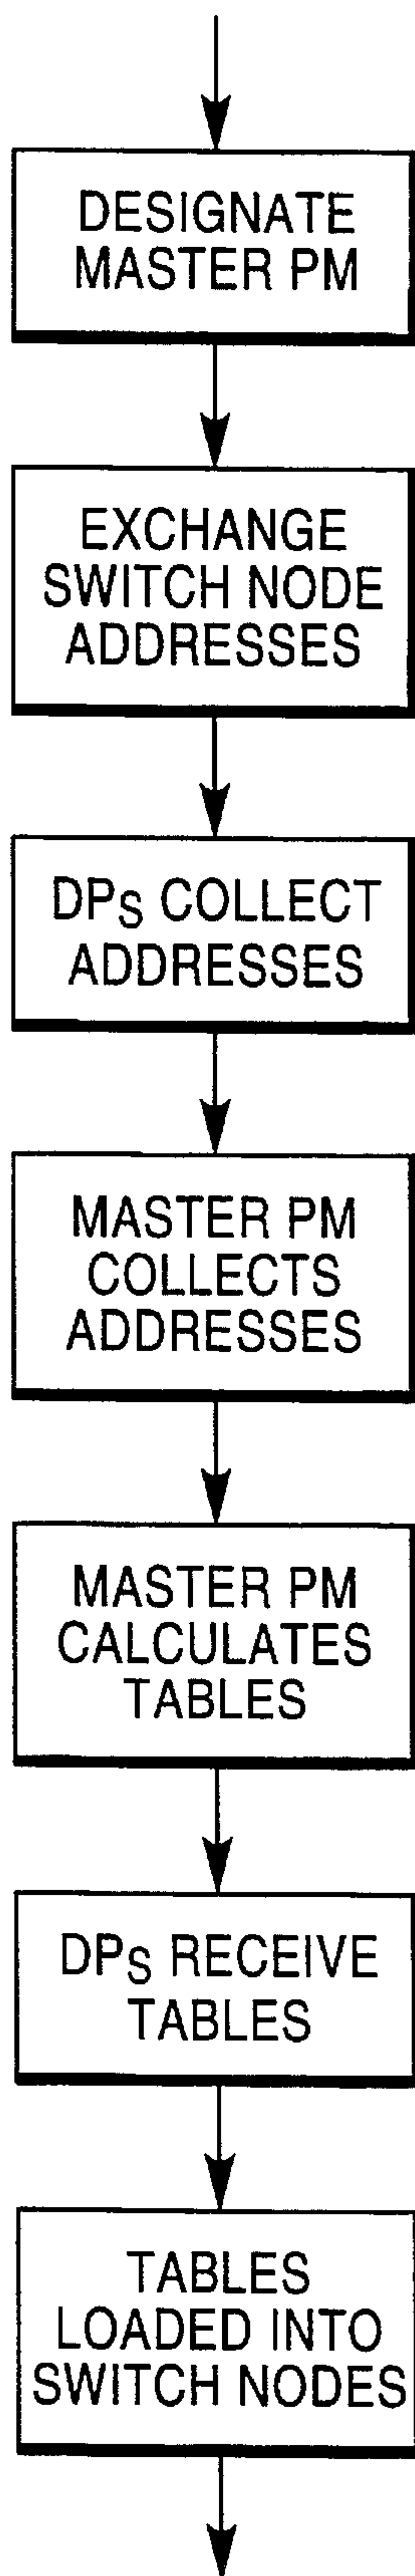 DESIGNATE
MASTER PM
EXCHANGE
SWITCH NODE
ADDRESSES
DPS COLLECT
ADDRESSES
MASTER PM
COLLECTS
ADDRESSES
MASTER PM
CALCULATES
TABLES
DPS RECEIVE
TABLES
TABLES
LOADED INTO
SWITCH NODES